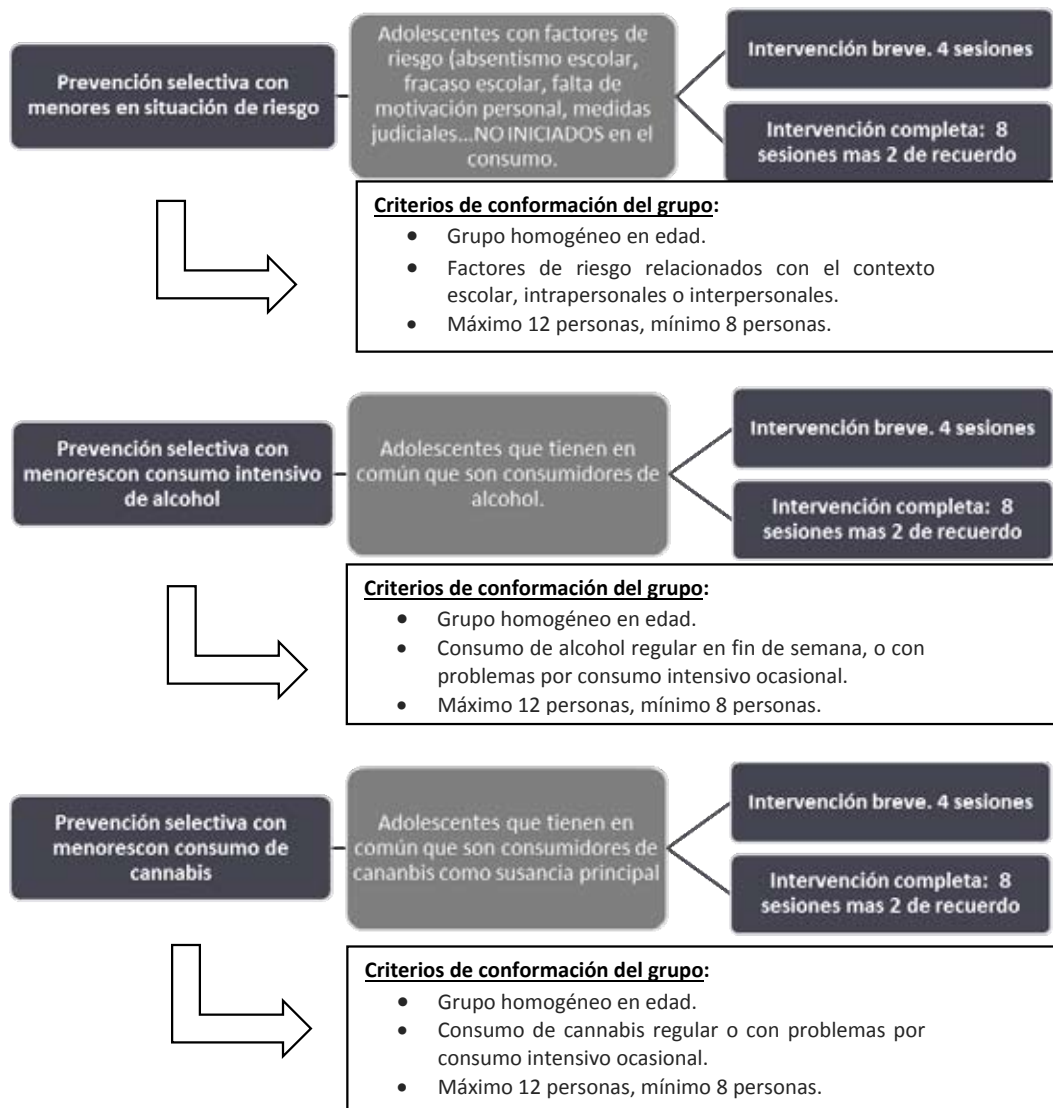 Prevención selectiva con
menores en situación de riesgo
Adolescentes con factores de
riesgo (absentismo escolar,
fracaso escolar, falta de
motivación personal, medidas
judiciales...NO INICIADOS en el
consumo.
Intervención breve. 4 sesiones
Intervención completa: 8
sesiones mas 2 de recuerdo
Criterios de conformación del grupo:
• Grupo homogéneo en edad.
• Factores de riesgo relacionados con el contexto
escolar, intrapersonales o interpersonales.
• Máximo 12 personas, mínimo 8 personas.
Prevención selectiva con
menorescon consumo intensivo
de alcohol
Adolescentes que tienen en
común que son consumidores de
alcohol.
Intervención breve. 4 sesiones
Intervención completa: 8
sesiones mas 2 de recuerdo
Criterios de conformación del grupo:
• Grupo homogéneo en edad.
• Consumo de alcohol regular en fin de semana, o con
problemas por consumo intensivo ocasional.
• Máximo 12 personas, mínimo 8 personas.
Prevención selectiva con
menorescon consumo de
cannabis
Adolescentes que tienen en
común que son consumidores de
cananbis como susancia principal
Intervención breve. 4 sesiones
Intervención completa: 8
sesiones mas 2 de recuerdo
Criterios de conformación del grupo:
• Grupo homogéneo en edad.
• Consumo de cannabis regular o con problemas por
consumo intensivo ocasional.
• Máximo 12 personas, mínimo 8 personas.